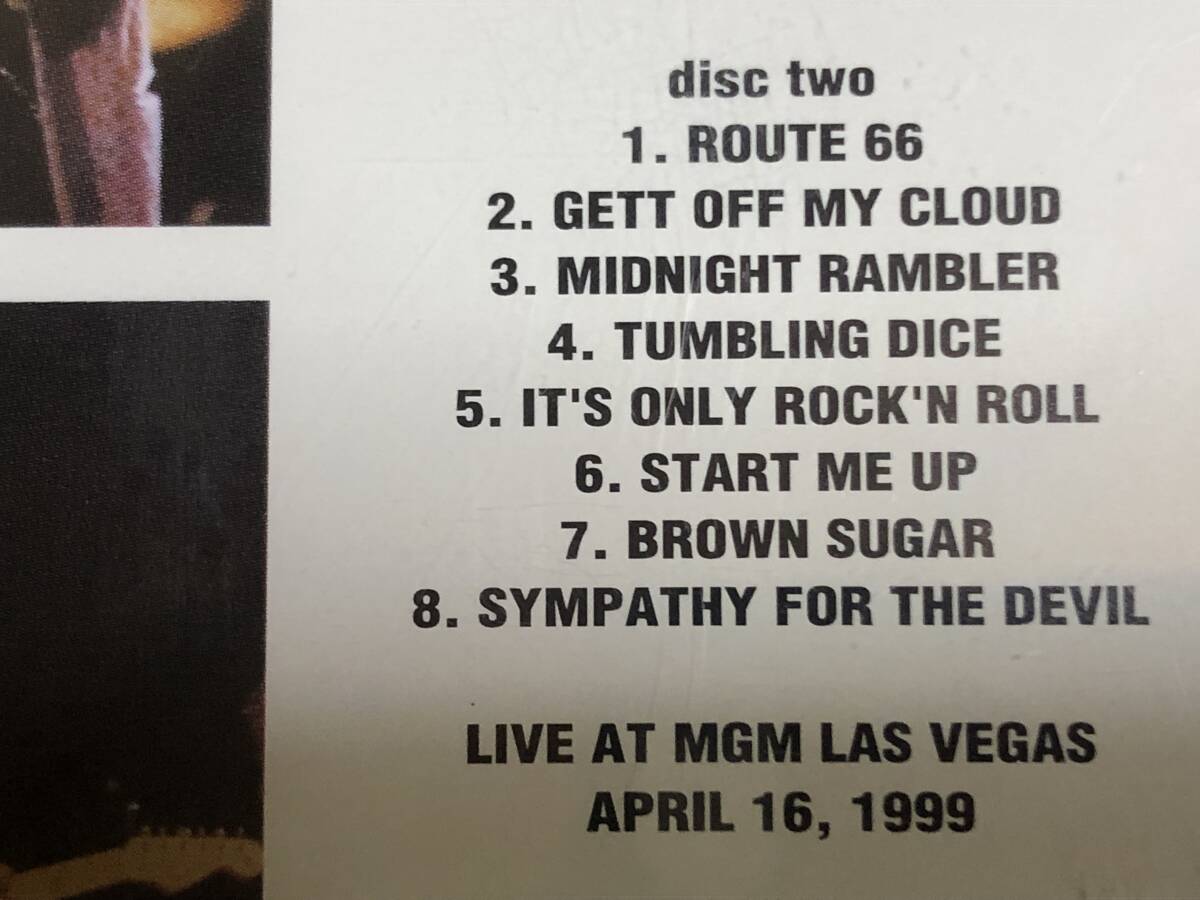 disc two
1. ROUTE 66
2. GETT OFF MY CLOUD
3. MIDNIGHT RAMBLER
4. TUMBLING DICE
5. IT'S ONLY ROCK'N ROLL
6. START ME UP
7. BROWN SUGAR
8. SYMPATHY FOR THE DEVIL
LIVE AT MGM LAS VEGAS
APRIL 16, 1999